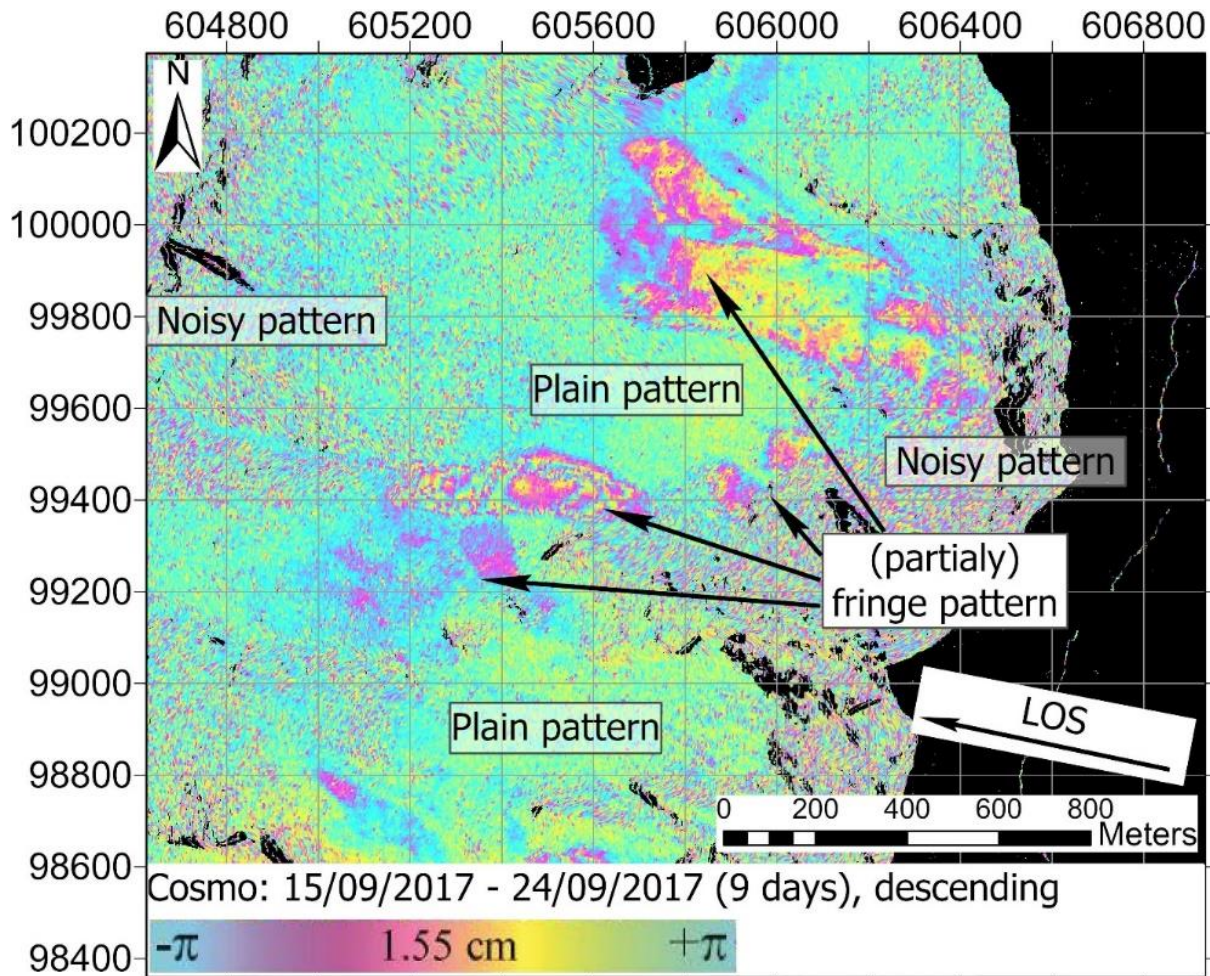 604800 605200 605600 606000 606400 606800
N
100200
100000
99800
99600
99400
99200
99000
98800
98600
98400
Noisy pattern
Plain pattern
Noisy pattern
(partialy)
fringe pattern
Plain pattern
LOS
0 200 400 600 800
Meters
Cosmo: 15/09/2017 - 24/09/2017 (9 days), descending
-π 1.55 cm +π